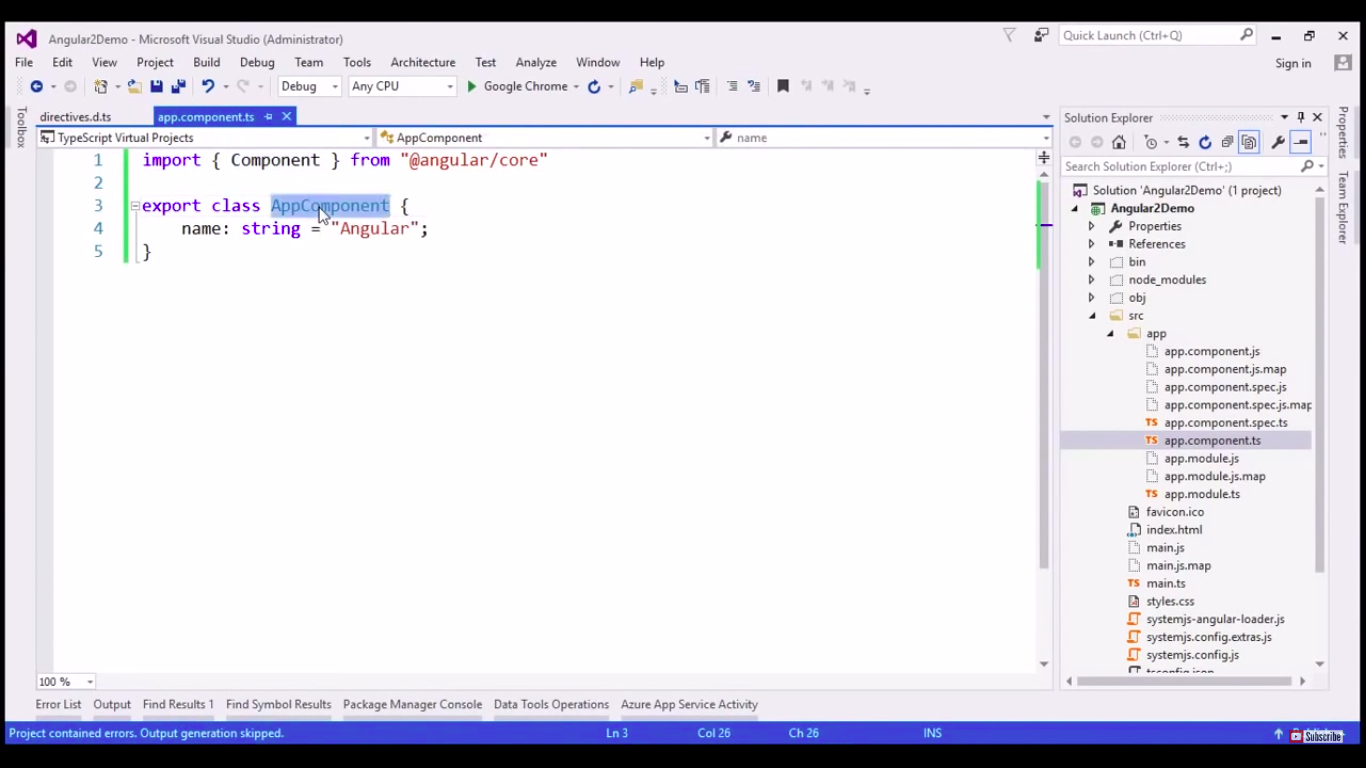 Angular2Demo - Microsoft Visual Studio (Administrator)
Quick Launch (Ctrl+Q)
File Edit View Project Build Debug Team Tools Architecture Test Analyze Window Help
Sign in
Debug Any CPU Google Chrome
Toolbox
directives.d.ts app.component.ts
TypeScript Virtual Projects AppComponent name
1 import { Component } from "@angular/core"
2
3 export class AppComponent {
4 name: string = "Angular";
5 }
100 %
Solution Explorer
Search Solution Explorer (Ctrl+;)
Solution 'Angular2Demo' (1 project)
Angular2Demo
Properties
References
bin
node_modules
obj
src
app
app.component.js
app.component.js.map
app.component.spec.js
app.component.spec.js.map
app.component.spec.ts
app.component.ts
app.module.js
app.module.js.map
app.module.ts
favicon.ico
index.html
main.js
main.js.map
main.ts
styles.css
systemjs-angular-loader.js
systemjs.config.extras.js
systemjs.config.js
tsconfig.json
Properties
Team Explorer
Error List Output Find Results 1 Find Symbol Results Package Manager Console Data Tools Operations Azure App Service Activity
Project contained errors. Output generation skipped. Ln 3 Col 26 Ch 26 INS
Subscribe